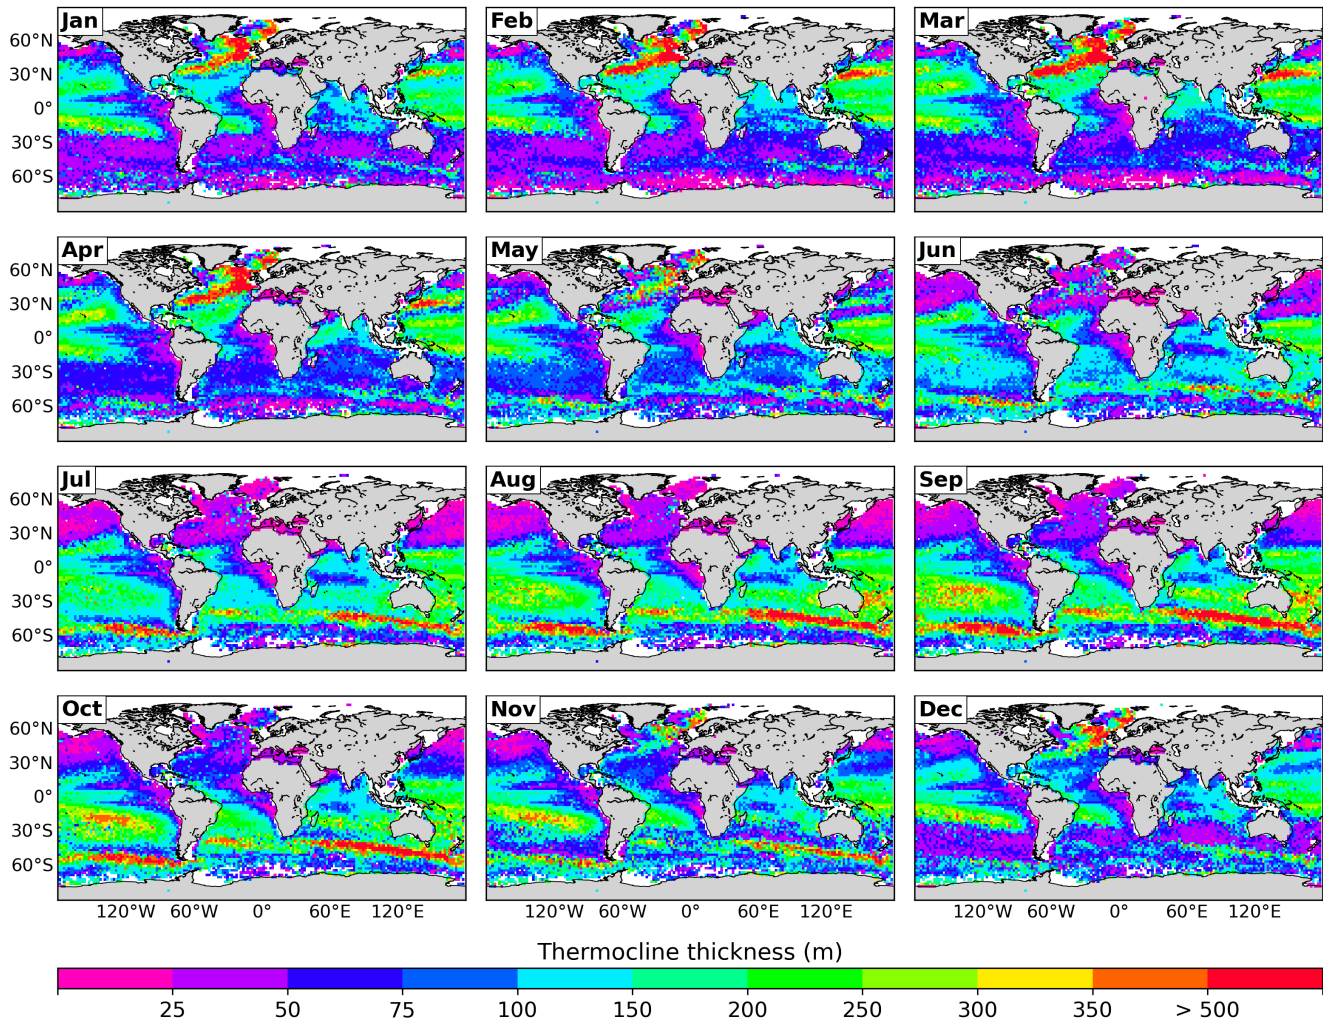 Jan
Feb
Mar
60°N
30°N
0°
30°S
60°S
Apr
May
Jun
60°N
30°N
0°
30°S
60°S
Jul
Aug
Sep
60°N
30°N
0°
30°S
60°S
Oct
Nov
Dec
60°N
30°N
0°
30°S
60°S
120°W 60°W 0° 60°E 120°E
120°W 60°W 0° 60°E 120°E
120°W 60°W 0° 60°E 120°E
Thermocline thickness (m)
25 50 75 100 150 200 250 300 350 > 500